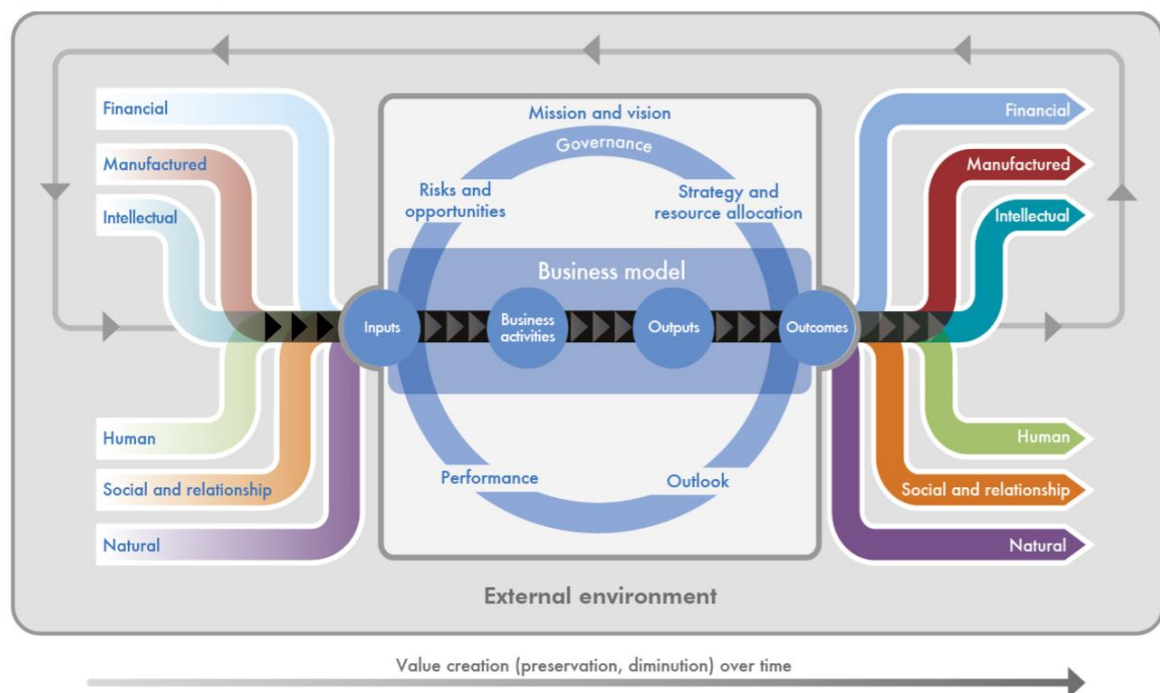 Financial
Manufactured
Intellectual
Human
Social and relationship
Natural
Mission and vision
Governance
Risks and
opportunities
Strategy and
resource allocation
Business model
Inputs
Business
activities
Outputs
Outcomes
Performance
Outlook
Financial
Manufactured
Intellectual
Human
Social and relationship
Natural
External environment
Value creation (preservation, diminution) over time